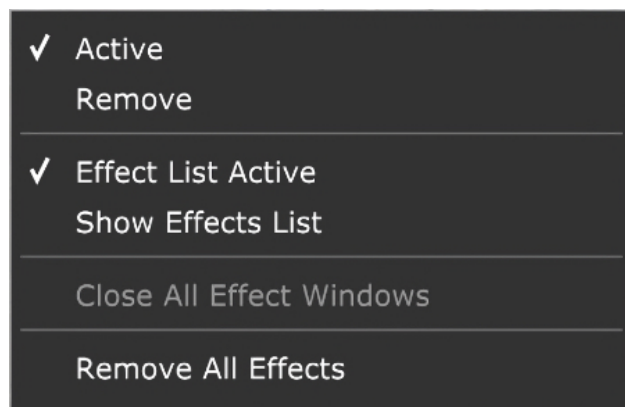 ✓ Active
Remove
✓ Effect List Active
Show Effects List
Close All Effect Windows
Remove All Effects